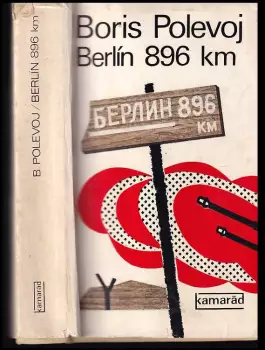 B POLEVOJ / BERLÍN 896 km
kamarád
Boris Polevoj
Berlín 896 km
БЕРЛИН 896
КМ
kamarád